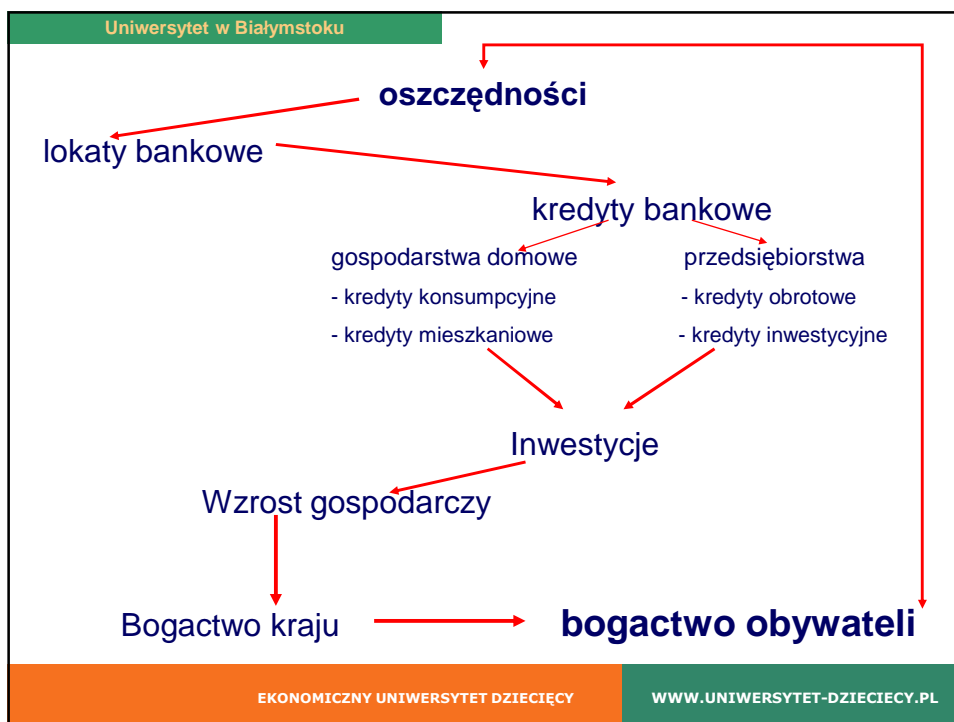 Uniwersytet w Białymstoku
oszczędności
lokaty bankowe
kredyty bankowe
gospodarstwa domowe
- kredyty konsumpcyjne
- kredyty mieszkaniowe
przedsiębiorstwa
- kredyty obrotowe
- kredyty inwestycyjne
Inwestycje
Wzrost gospodarczy
Bogactwo kraju
bogactwo obywateli
EKONOMICZNY UNIWERSYTET DZIECIĘCY
WWW.UNIWERSYTET-DZIECIECY.PL